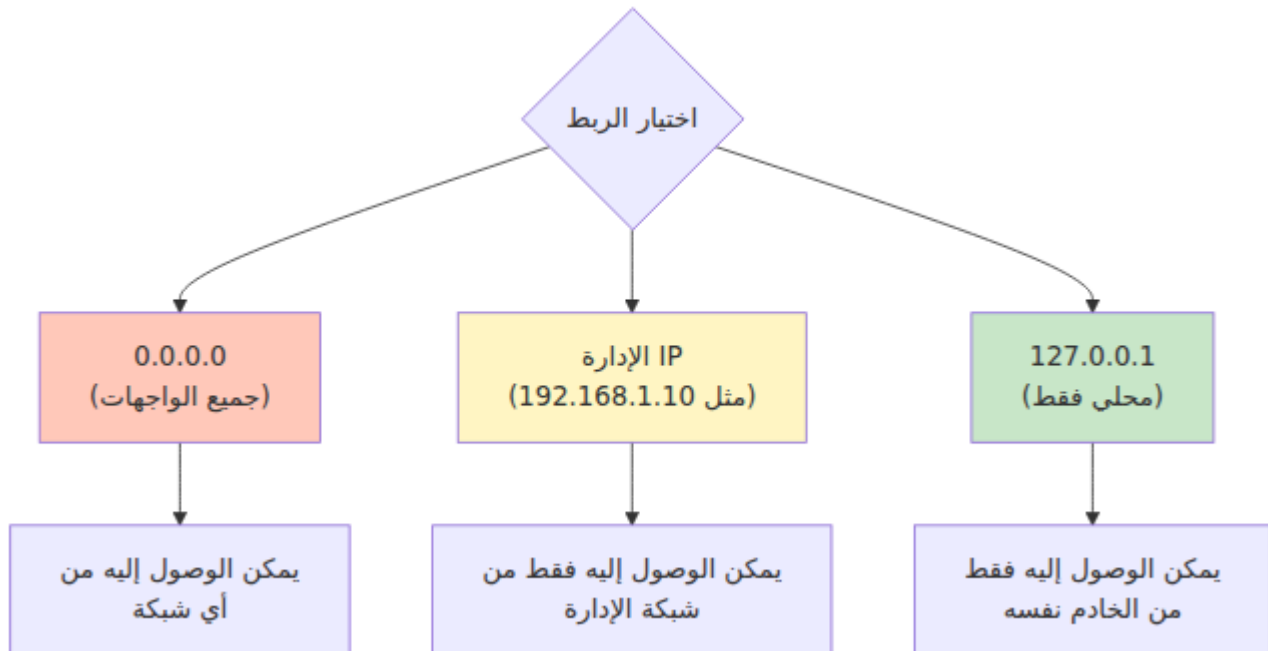 اختيار الربط
0.0.0.0
(جميع الواجهات)
IP الإدارة
(مثل 192.168.1.10)
127.0.0.1
(محلي فقط)
يمكن الوصول إليه من
أي شبكة
يمكن الوصول إليه فقط من
شبكة الإدارة
يمكن الوصول إليه فقط
من الخادم نفسه